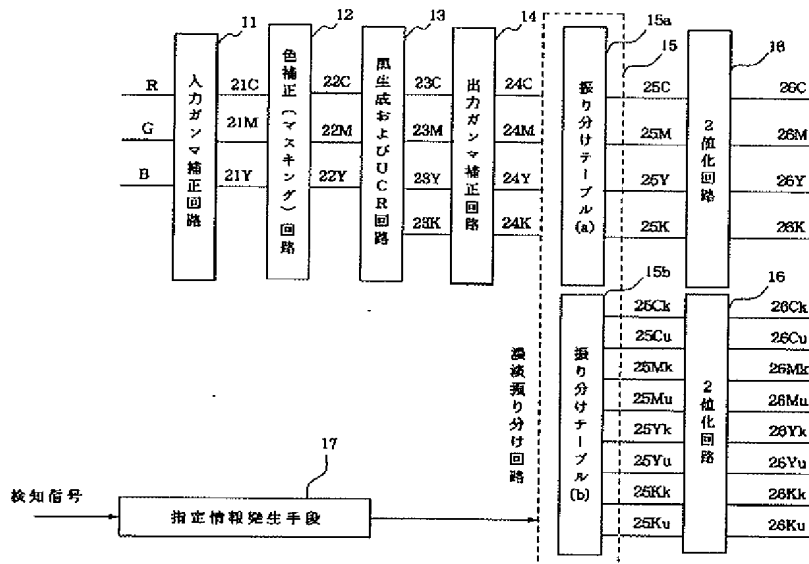 11
12
13
14
15a
15
16
R
G
B
入力ガンマ補正回路
21C
21M
21Y
色補正(マスキング)回路
22C
22M
22Y
黒生成およびUCR回路
23C
23M
23Y
23K
出力ガンマ補正回路
24C
24M
24Y
24K
振り分けテーブル(a)
25C
25M
25Y
25K
2値化回路
26C
26M
26Y
26K
15b
16
濃淡振り分け回路
振り分けテーブル(b)
25Ck
25Cu
25Mk
25Mu
25Yk
25Yu
25Kk
25Ku
2値化回路
26Ck
26Cu
26Mk
26Mu
26Yk
26Yu
26Kk
26Ku
17
検知信号
指定情報発生手段